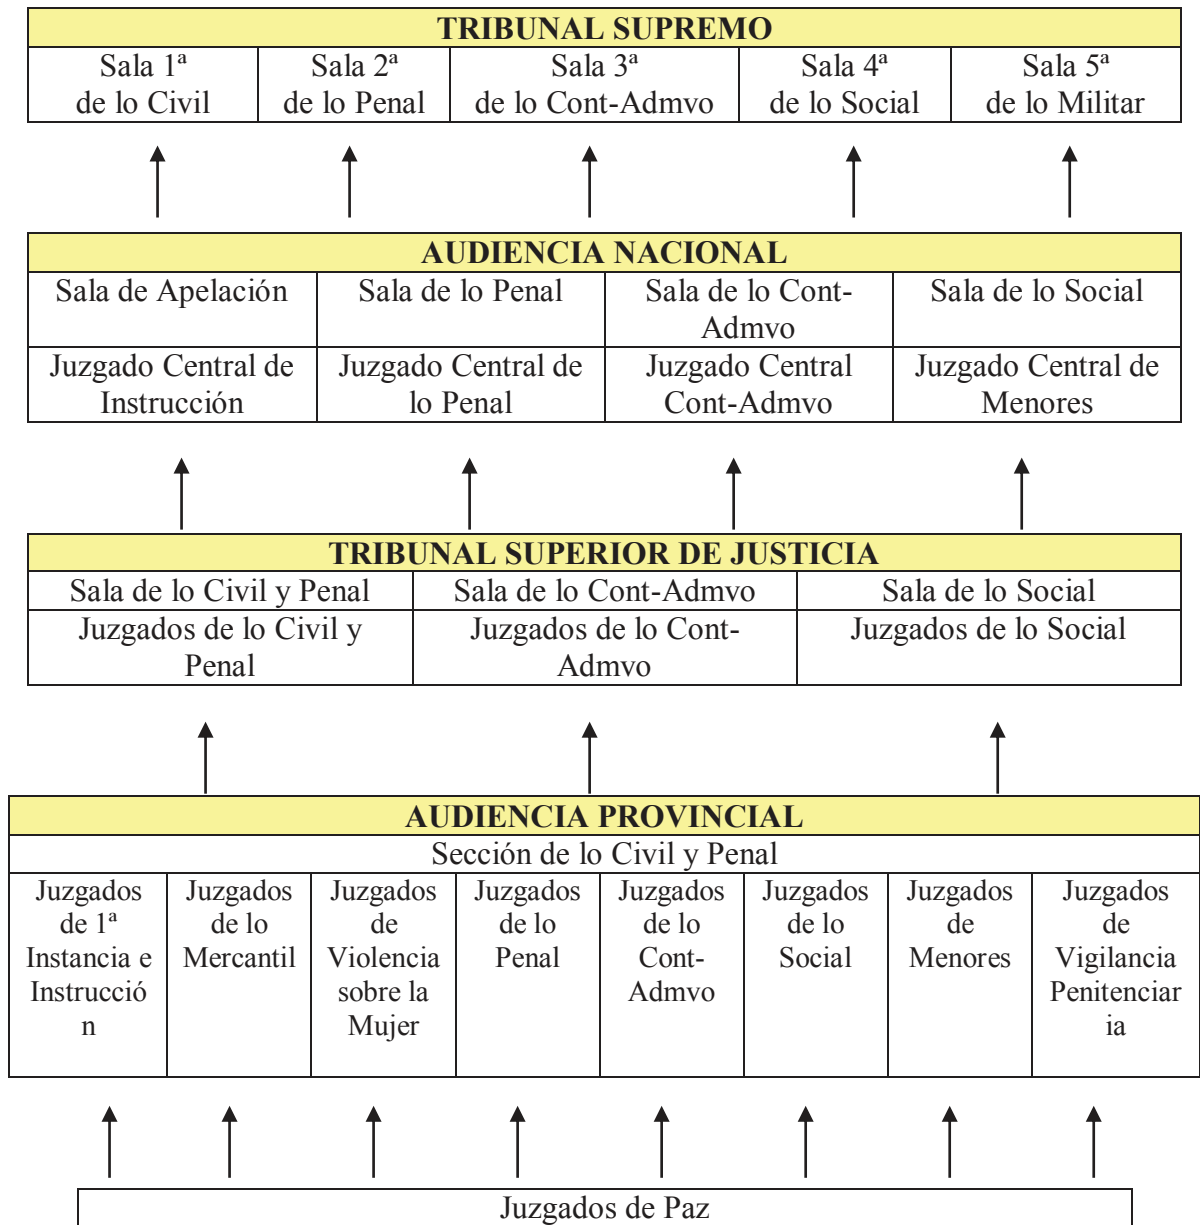 TRIBUNAL SUPREMO
Sala 1ª
de lo Civil
Sala 2ª
de lo Penal
Sala 3ª
de lo Cont-Admvo
Sala 4ª
de lo Social
Sala 5ª
de lo Militar
AUDIENCIA NACIONAL
Sala de Apelación
Sala de lo Penal
Sala de lo Cont-
Admvo
Sala de lo Social
Juzgado Central de
Instrucción
Juzgado Central de
lo Penal
Juzgado Central
Cont-Admvo
Juzgado Central de
Menores
TRIBUNAL SUPERIOR DE JUSTICIA
Sala de lo Civil y Penal
Sala de lo Cont-Admvo
Sala de lo Social
Juzgados de lo Civil y
Penal
Juzgados de lo Cont-
Admvo
Juzgados de lo Social
AUDIENCIA PROVINCIAL
Sección de lo Civil y Penal
Juzgados
de 1ª
Instancia e
Instrucció
n
Juzgados
de lo
Mercantil
Juzgados
de
Violencia
sobre la
Mujer
Juzgados
de lo
Penal
Juzgados
de lo
Cont-
Admvo
Juzgados
de lo
Social
Juzgados
de
Menores
Juzgados
de
Vigilancia
Penitenciar
ia
Juzgados de Paz